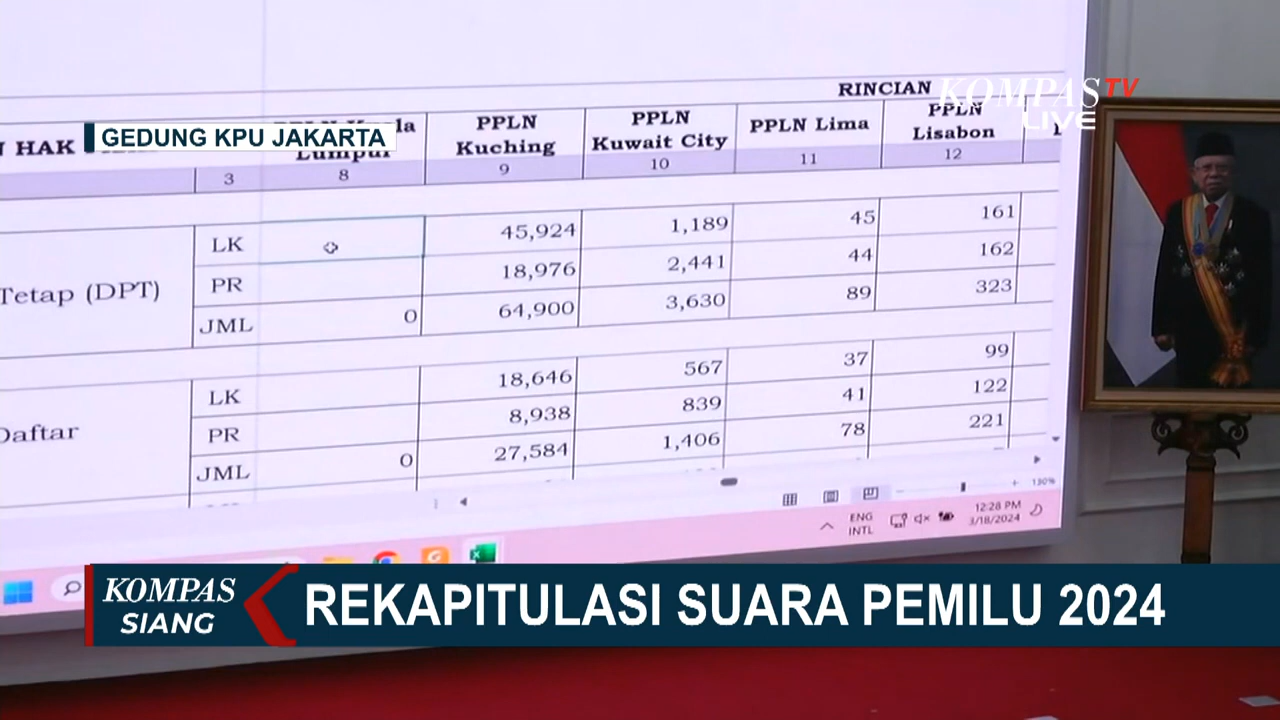 RINCIAN
KOMPAS TV
LIVE
GEDUNG KPU JAKARTA
HAK
Lumpur
PPLN
Kuching
PPLN
Kuwait City
PPLN Lima
PPLN
Lisabon
3 8 9 10 11 12
Tetap (DPT)
LK 45,924 1,189 45 161
PR 18,976 2,441 44 162
JML 0 64,900 3,630 89 323
Daftar
LK 18,646 567 37 99
PR 8,938 839 41 122
JML 0 27,584 1,406 78 221
130%
ENG
INTL
12:28 PM
3/18/2024
KOMPAS
SIANG
REKAPITULASI SUARA PEMILU 2024